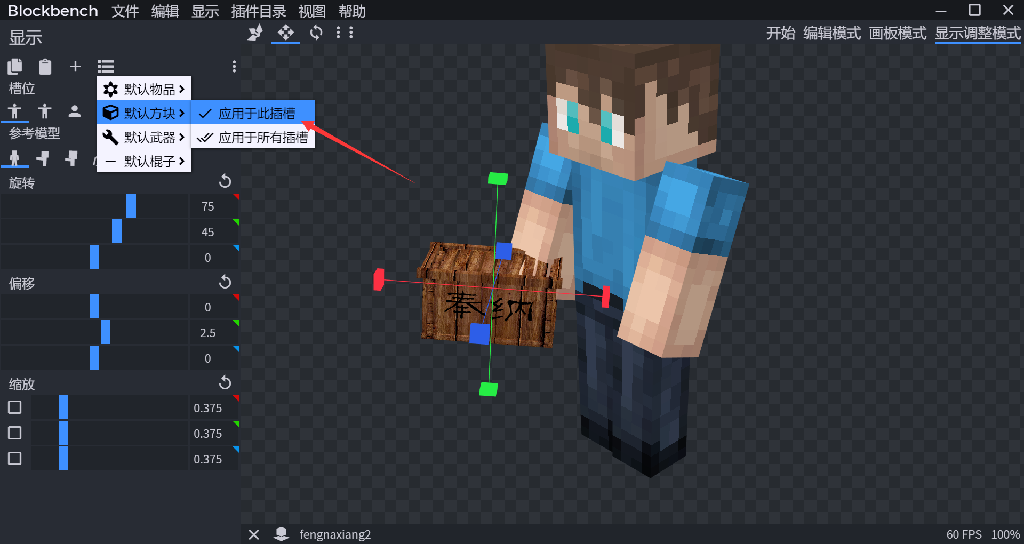 Blockbench 文件 编辑 显示 插件目录 视图 帮助
显示
开始 编辑模式 画板模式 显示调整模式
槽位
默认物品
默认方块 应用于此插槽
默认武器 应用于所有插槽
默认棍子
参考模型
旋转
75
45
0
偏移
0
2.5
0
缩放
0.375
0.375
0.375
奉納
fengnaxiang2
60 FPS 100%